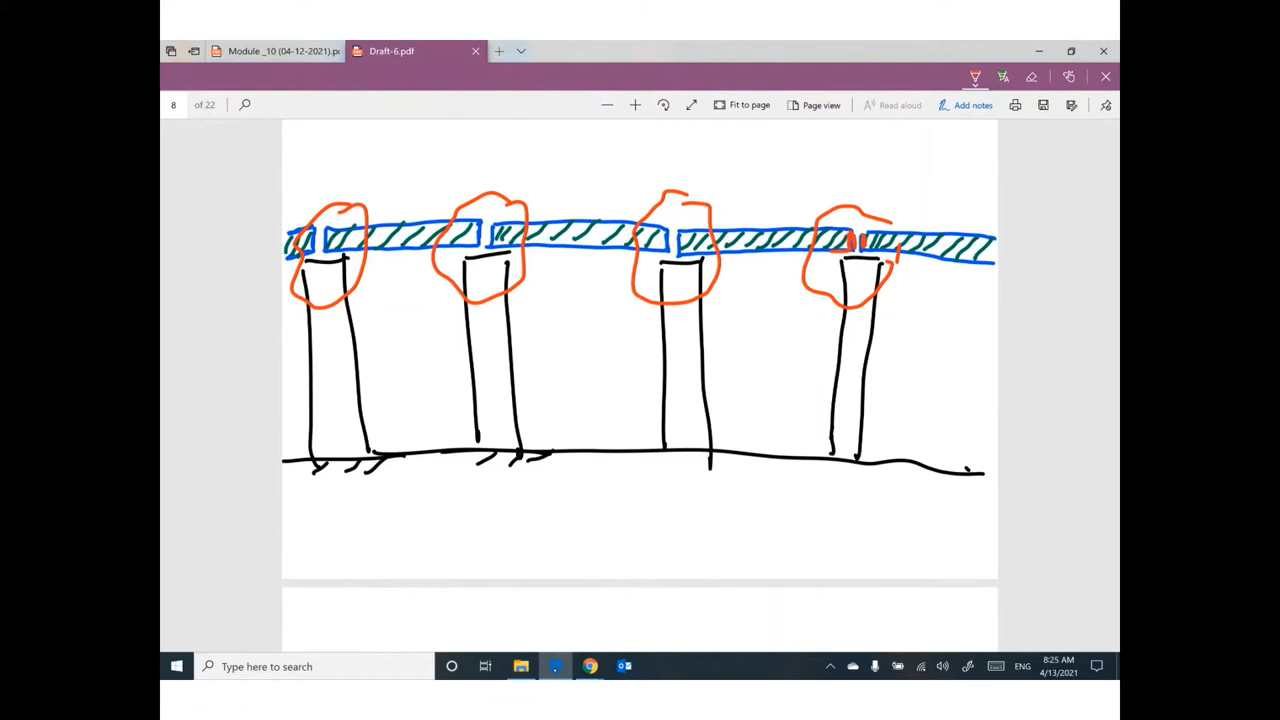 Module _10 (04-12-2021).p
Draft-6.pdf
8 of 22
Fit to page
Page view
Read aloud
Add notes
Type here to search
ENG
8:25 AM
4/13/2021